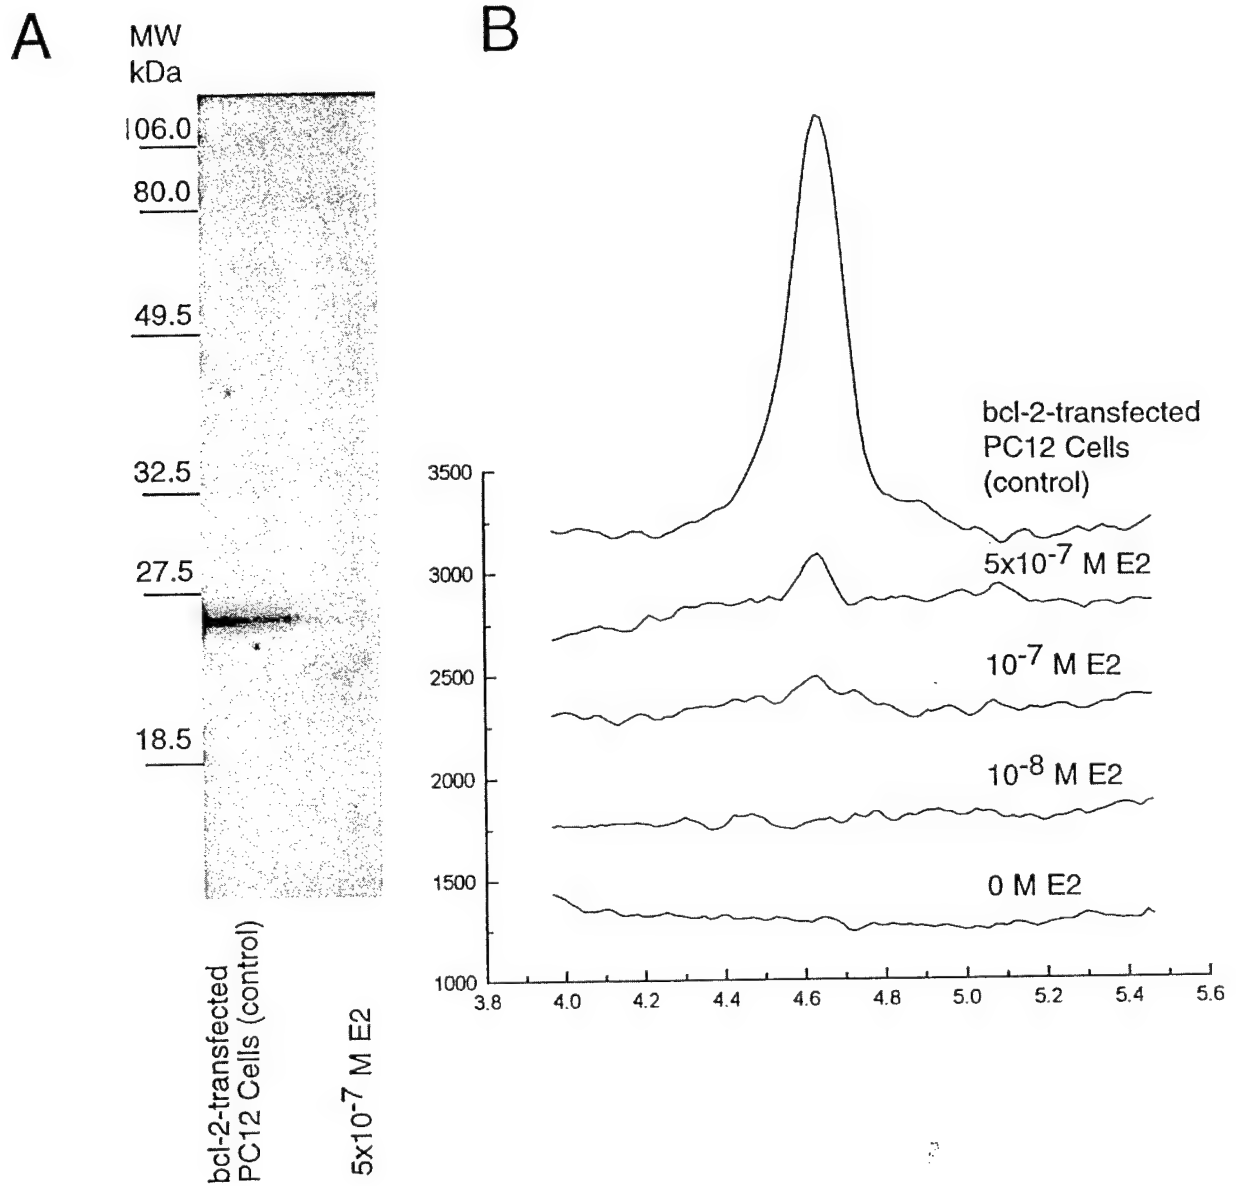 A
MW
kDa
106.0
80.0
49.5
32.5
27.5
18.5
bcl-2-transfected
PC12 Cells (control)
5x10⁻⁷ M E2
B
bcl-2-transfected
PC12 Cells
(control)
5x10⁻⁷ M E2
10⁻⁷ M E2
10⁻⁸ M E2
0 M E2
3500
3000
2500
2000
1500
1000
3.8 4.0 4.2 4.4 4.6 4.8 5.0 5.2 5.4 5.6